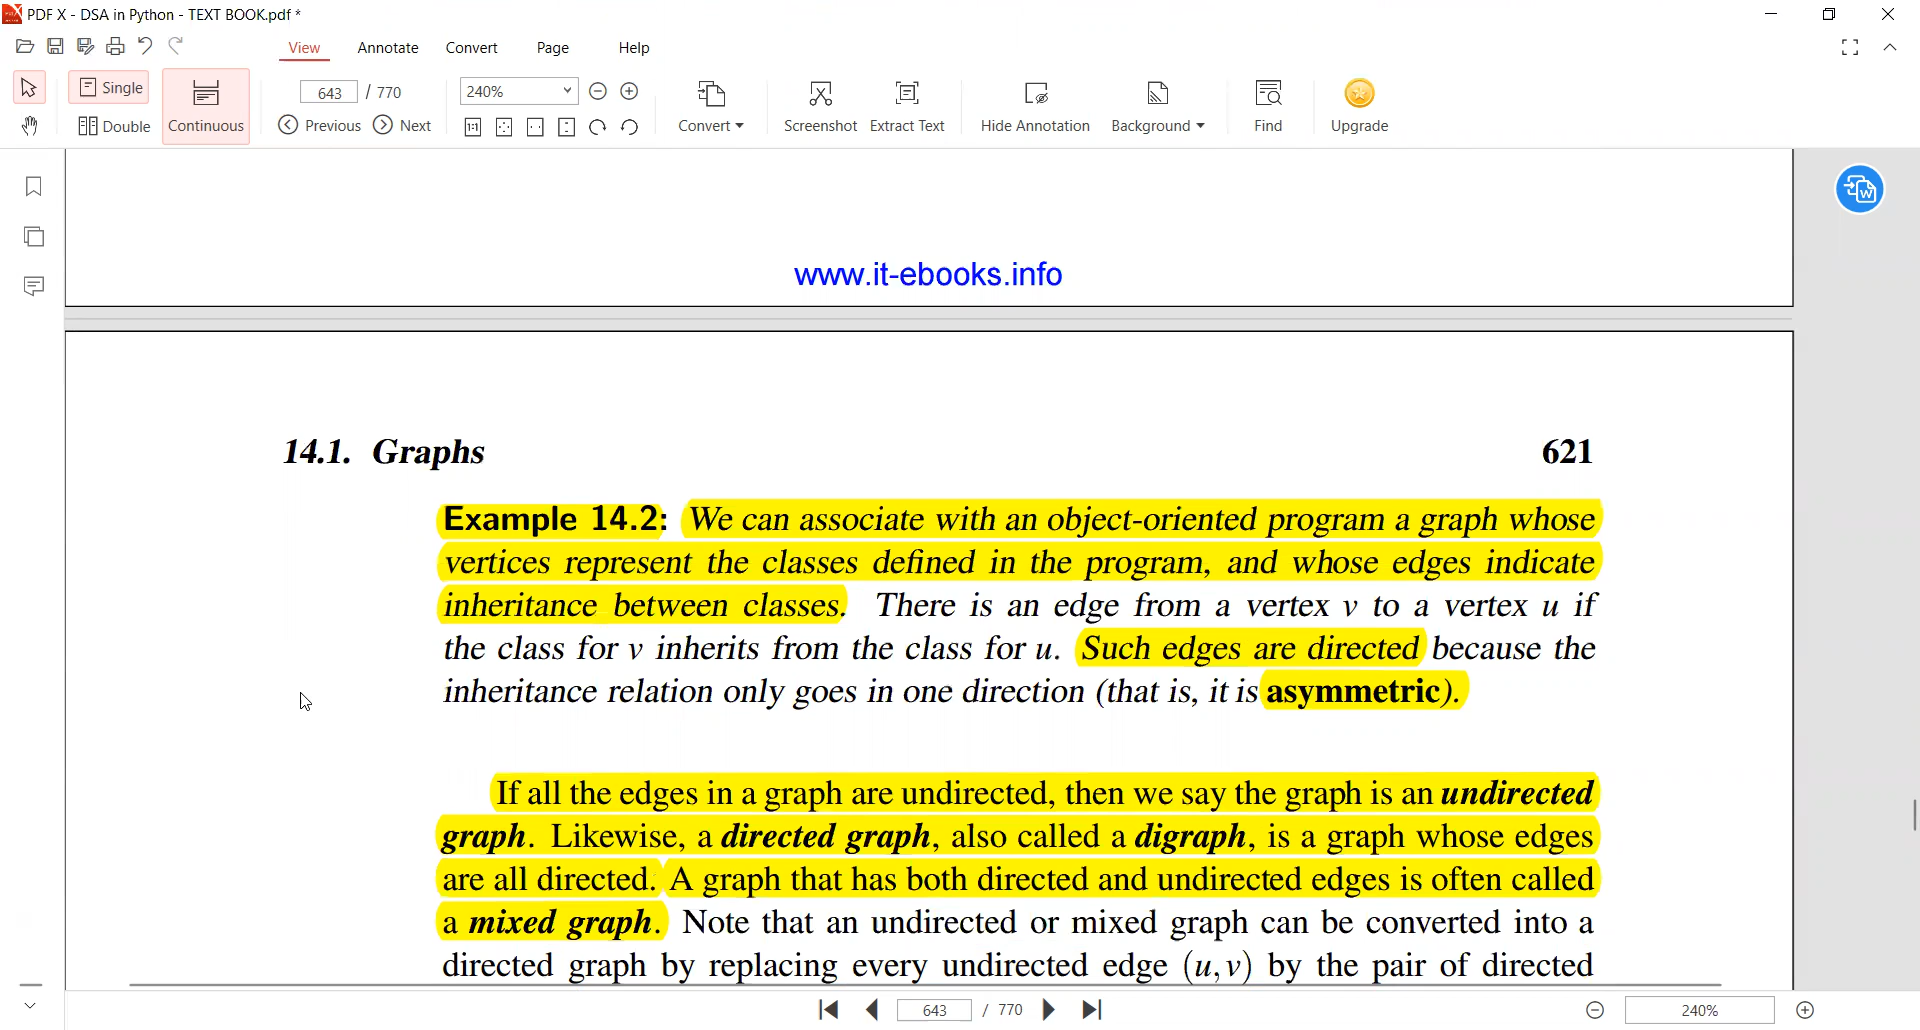 PDF X - DSA in Python - TEXT BOOK.pdf *
View Annotate Convert Page Help
Single
Double
Continuous
643 / 770
Previous Next
240%
Convert
Screenshot
Extract Text
Hide Annotation
Background
Find
Upgrade
www.it-ebooks.info
14.1. Graphs 621
Example 14.2: We can associate with an object-oriented program a graph whose
vertices represent the classes defined in the program, and whose edges indicate
inheritance between classes. There is an edge from a vertex v to a vertex u if
the class for v inherits from the class for u. Such edges are directed because the
inheritance relation only goes in one direction (that is, it is asymmetric).
If all the edges in a graph are undirected, then we say the graph is an undirected
graph. Likewise, a directed graph, also called a digraph, is a graph whose edges
are all directed. A graph that has both directed and undirected edges is often called
a mixed graph. Note that an undirected or mixed graph can be converted into a
directed graph by replacing every undirected edge (u,v) by the pair of directed
643 / 770
240%